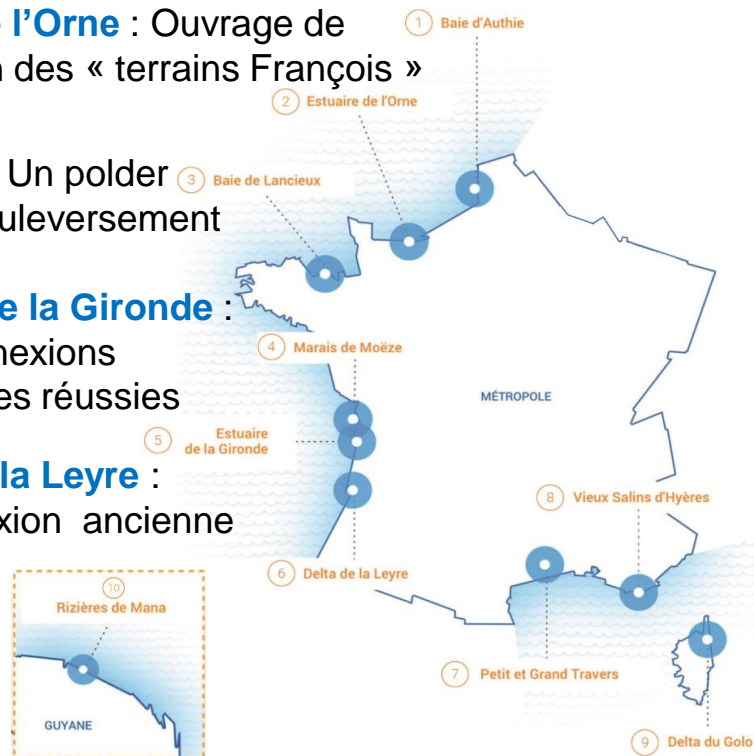 l’Orne : Ouvrage de
des « terrains François »
Un polder
de la Gironde :
es réussies
la Leyre :
xion ancienne
1 Baie d'Authie
2 Estuaire de l'Orne
3 Baie de Lancieux
4 Marais de Moëze
MÉTROPOLE
5 Estuaire
de la Gironde
8 Vieux Salins d'Hyères
6 Delta de la Leyre
10
Rizières de Mana
7 Petit et Grand Travers
GUYANE
9 Delta du Golo